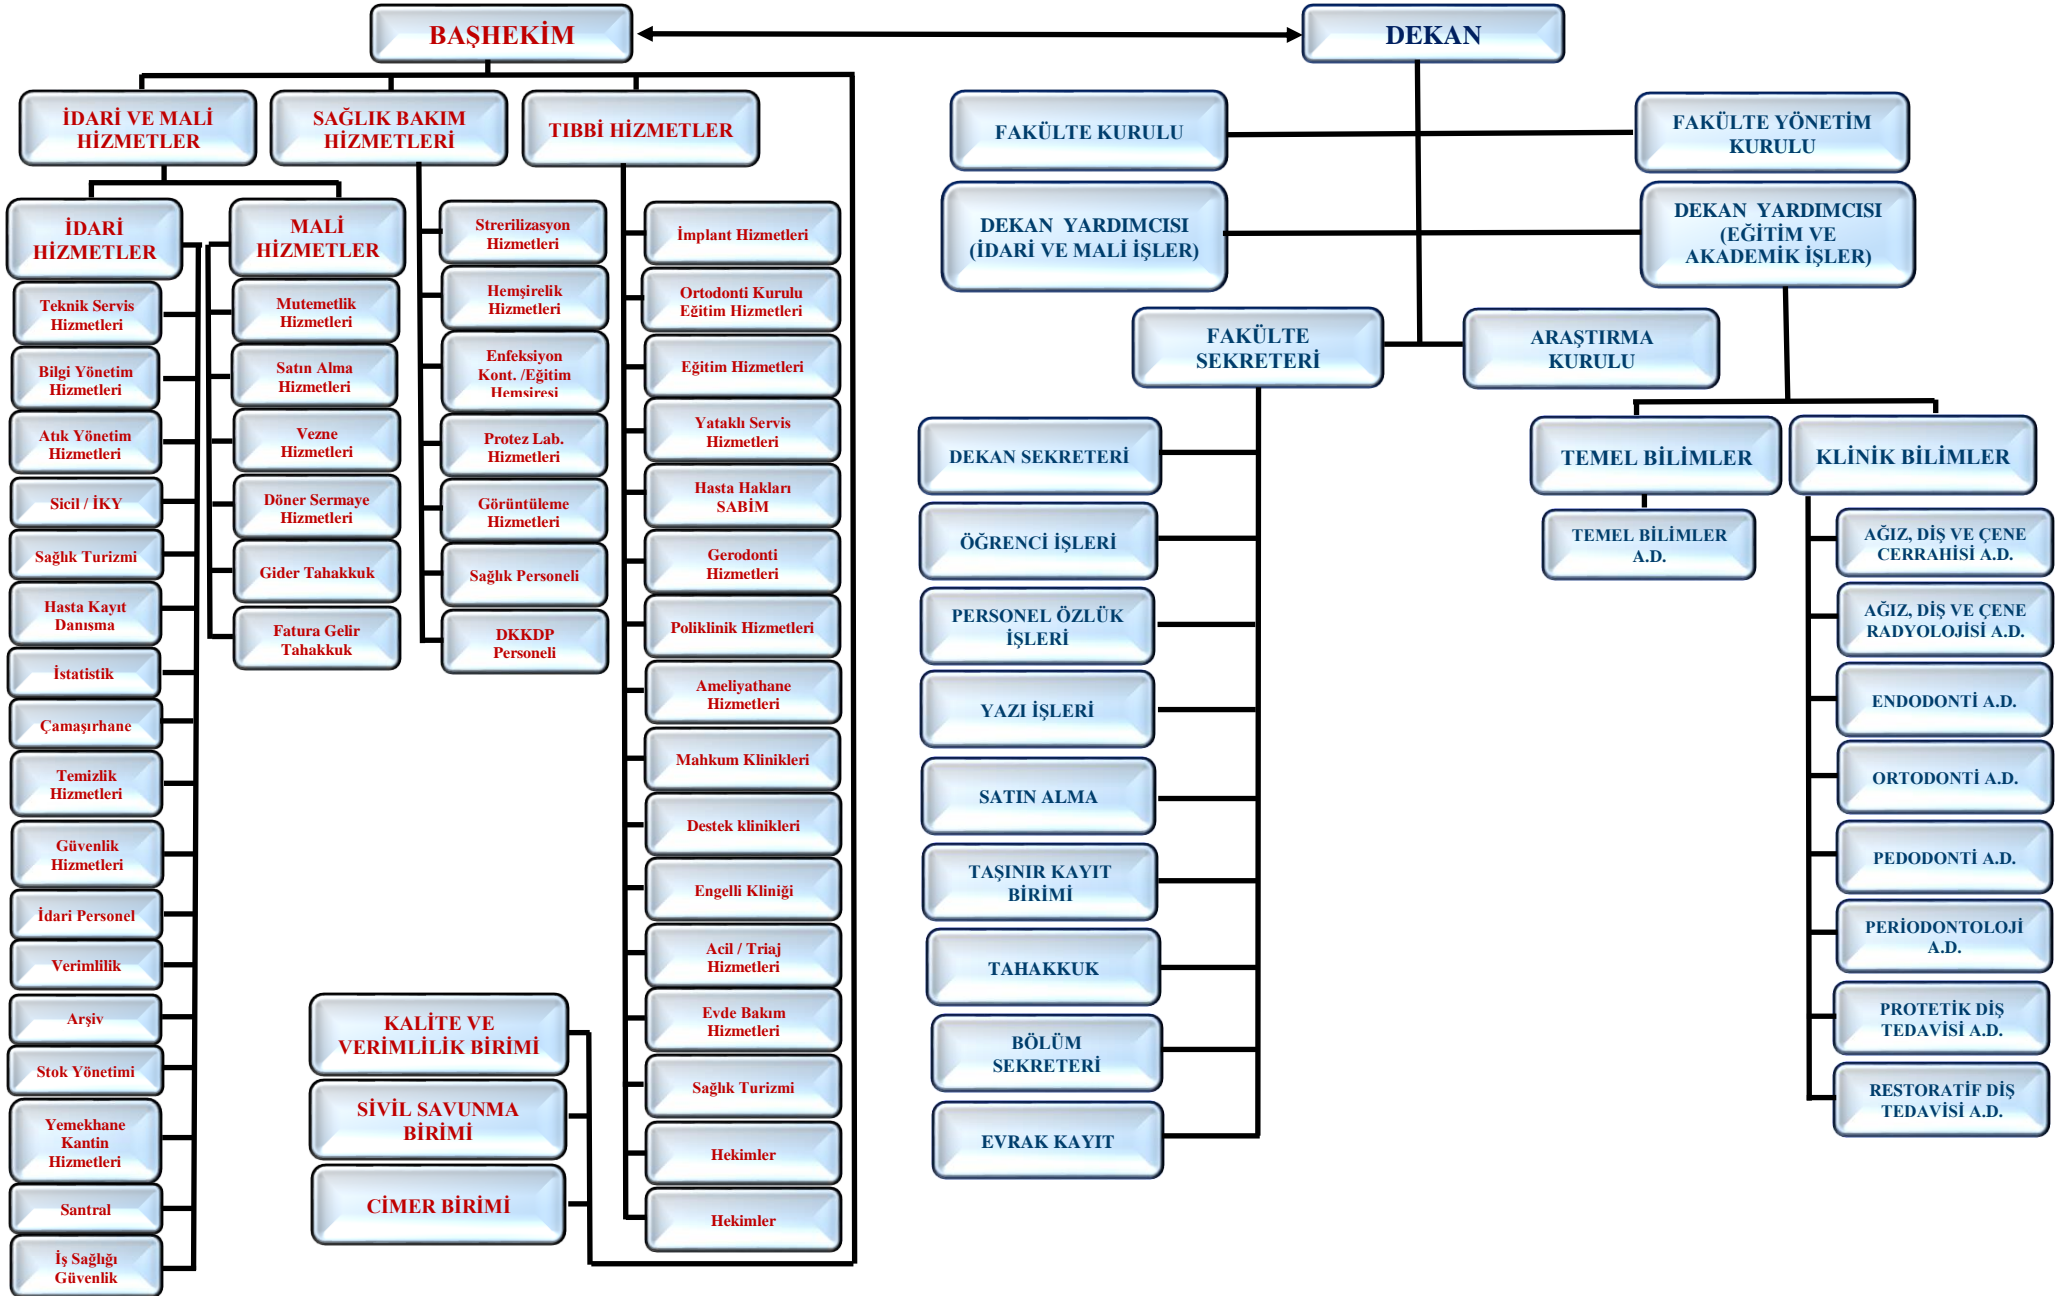 BAŞHEKİM
DEKAN
İDARİ VE MALİ
HİZMETLER
SAĞLIK BAKIM
HİZMETLERİ
TIBBİ HİZMETLER
İDARİ
HİZMETLER
Teknik Servis
Hizmetleri
Bilgi Yönetim
Hizmetleri
Atık Yönetim
Hizmetleri
Sicil / İKY
Sağlık Turizmi
Hasta Kayıt
Danışma
İstatistik
Çamaşırhane
Temizlik
Hizmetleri
Güvenlik
Hizmetleri
İdari Personel
Verimlilik
Arşiv
Stok Yönetimi
Yemekhane
Kantin
Hizmetleri
Santral
İş Sağlığı
Güvenlik
MALİ
HİZMETLER
Mutemetlik
Hizmetleri
Satın Alma
Hizmetleri
Vezne
Hizmetleri
Döner Sermaye
Hizmetleri
Gider Tahakkuk
Fatura Gelir
Tahakkuk
Strerilizasyon
Hizmetleri
Hemşirelik
Hizmetleri
Enfeksiyon
Kont. /Eğitim
Hemşiresi
Protez Lab.
Hizmetleri
Görüntüleme
Hizmetleri
Sağlık Personeli
DKKDP
Personeli
İmplant Hizmetleri
Ortodonti Kurulu
Eğitim Hizmetleri
Eğitim Hizmetleri
Yataklı Servis
Hizmetleri
Hasta Hakları
SABİM
Gerodonti
Hizmetleri
Poliklinik Hizmetleri
Ameliyathane
Hizmetleri
Mahkum Klinikleri
Destek klinikleri
Engelli Kliniği
Acil / Triaj
Hizmetleri
Evde Bakım
Hizmetleri
Sağlık Turizmi
Hekimler
Hekimler
KALİTE VE
VERİMLİLİK BİRİMİ
SİVİL SAVUNMA
BİRİMİ
CİMER BİRİMİ
FAKÜLTE KURULU
FAKÜLTE YÖNETİM
KURULU
DEKAN YARDIMCISI
(İDARİ VE MALİ İŞLER)
DEKAN YARDIMCISI
(EĞİTİM VE
AKADEMİK İŞLER)
FAKÜLTE
SEKRETERİ
ARAŞTIRMA
KURULU
DEKAN SEKRETERİ
ÖĞRENCİ İŞLERİ
PERSONEL ÖZLÜK
İŞLERİ
YAZI İŞLERİ
SATIN ALMA
TAŞINIR KAYIT
BİRİMİ
TAHAKKUK
BÖLÜM
SEKRETERİ
EVRAK KAYIT
TEMEL BİLİMLER
TEMEL BİLİMLER
A.D.
KLİNİK BİLİMLER
AĞIZ, DİŞ VE ÇENE
CERRAHİSİ A.D.
AĞIZ, DİŞ VE ÇENE
RADYOLOJİSİ A.D.
ENDODONTİ A.D.
ORTODONTİ A.D.
PEDODONTİ A.D.
PERİODONTOLOJİ
A.D.
PROTETİK DİŞ
TEDAVİSİ A.D.
RESTORATİF DİŞ
TEDAVİSİ A.D.